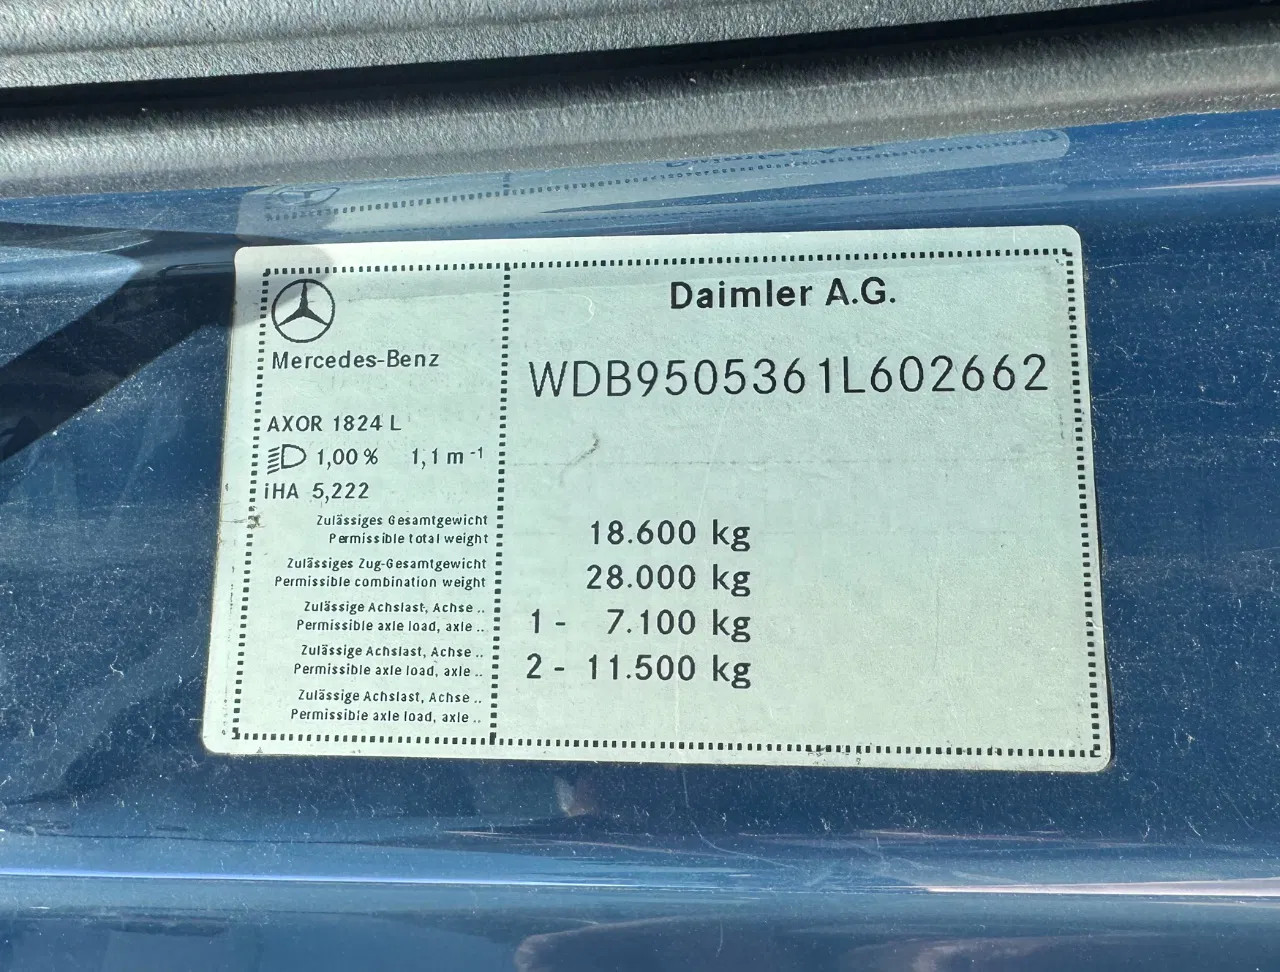 Daimler A.G.
Mercedes-Benz
WDB9505361L602662
AXOR 1824 L
1,00 % 1,1 m -1
iHA 5,222
Zulässiges Gesamtgewicht
Permissible total weight
18.600 kg
Zulässiges Zug-Gesamtgewicht
Permissible combination weight
28.000 kg
Zulässige Achslast, Achse ..
Permissible axle load, axle ..
1 - 7.100 kg
Zulässige Achslast, Achse ..
Permissible axle load, axle ..
2 - 11.500 kg
Zulässige Achslast, Achse ..
Permissible axle load, axle ..